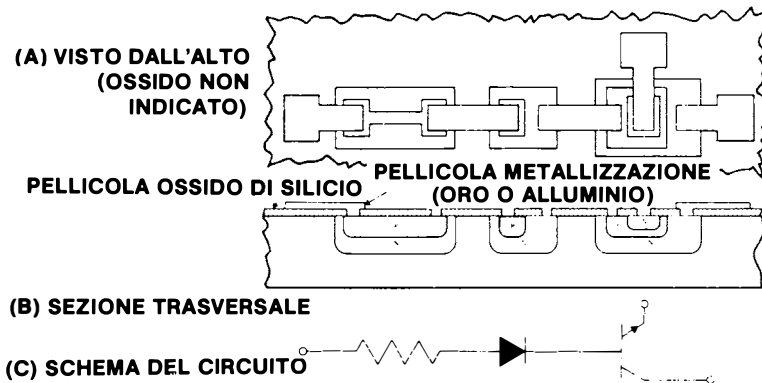 (A) VISTO DALL'ALTO
(OSSIDO NON
INDICATO)
PELLICOLA METALLIZZAZIONE
(ORO O ALLUMINIO)
PELLICOLA OSSIDO DI SILICIO
(B) SEZIONE TRASVERSALE
(C) SCHEMA DEL CIRCUITO